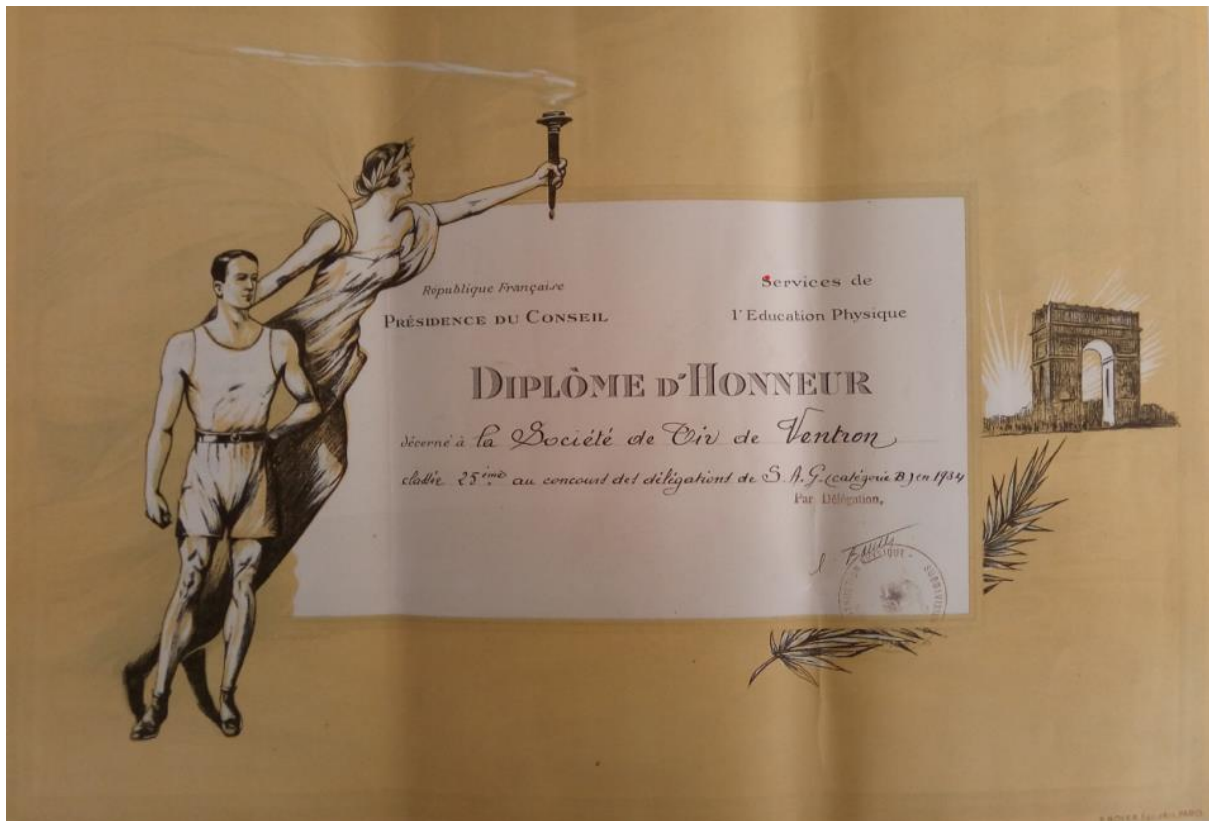 République Française
PRÉSIDENCE DU CONSEIL
Services de
l'Education Physique
DIPLÔME D'HONNEUR
décerné à la Société de Tir de Ventron
classée 25ème au concours des délégations de S.A.G. (catégorie B) en 1934
Par Délégation,